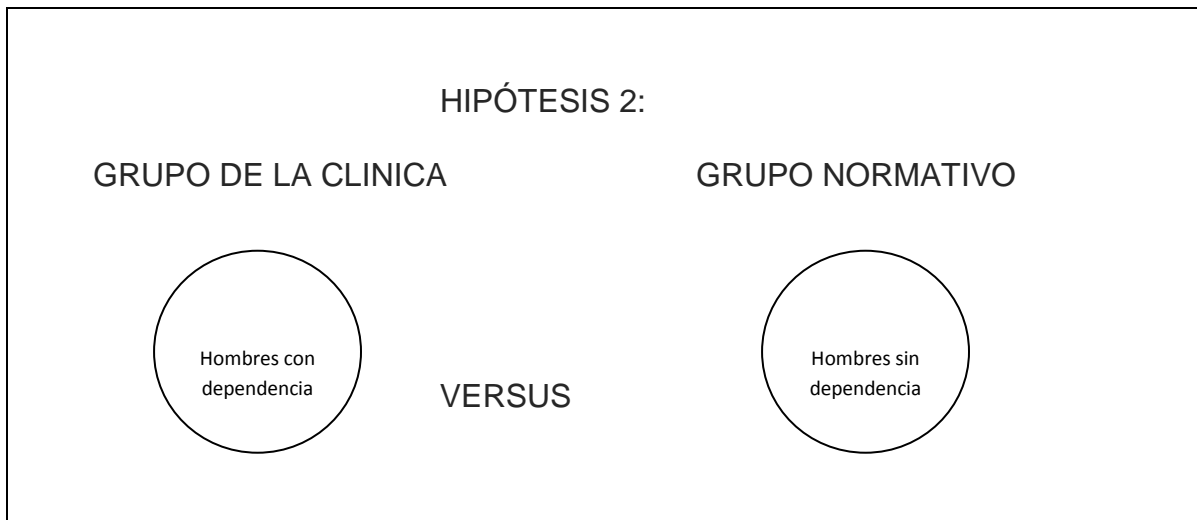 HIPÓTESIS 2:
GRUPO DE LA CLINICA
GRUPO NORMATIVO
Hombres con
dependencia
VERSUS
Hombres sin
dependencia